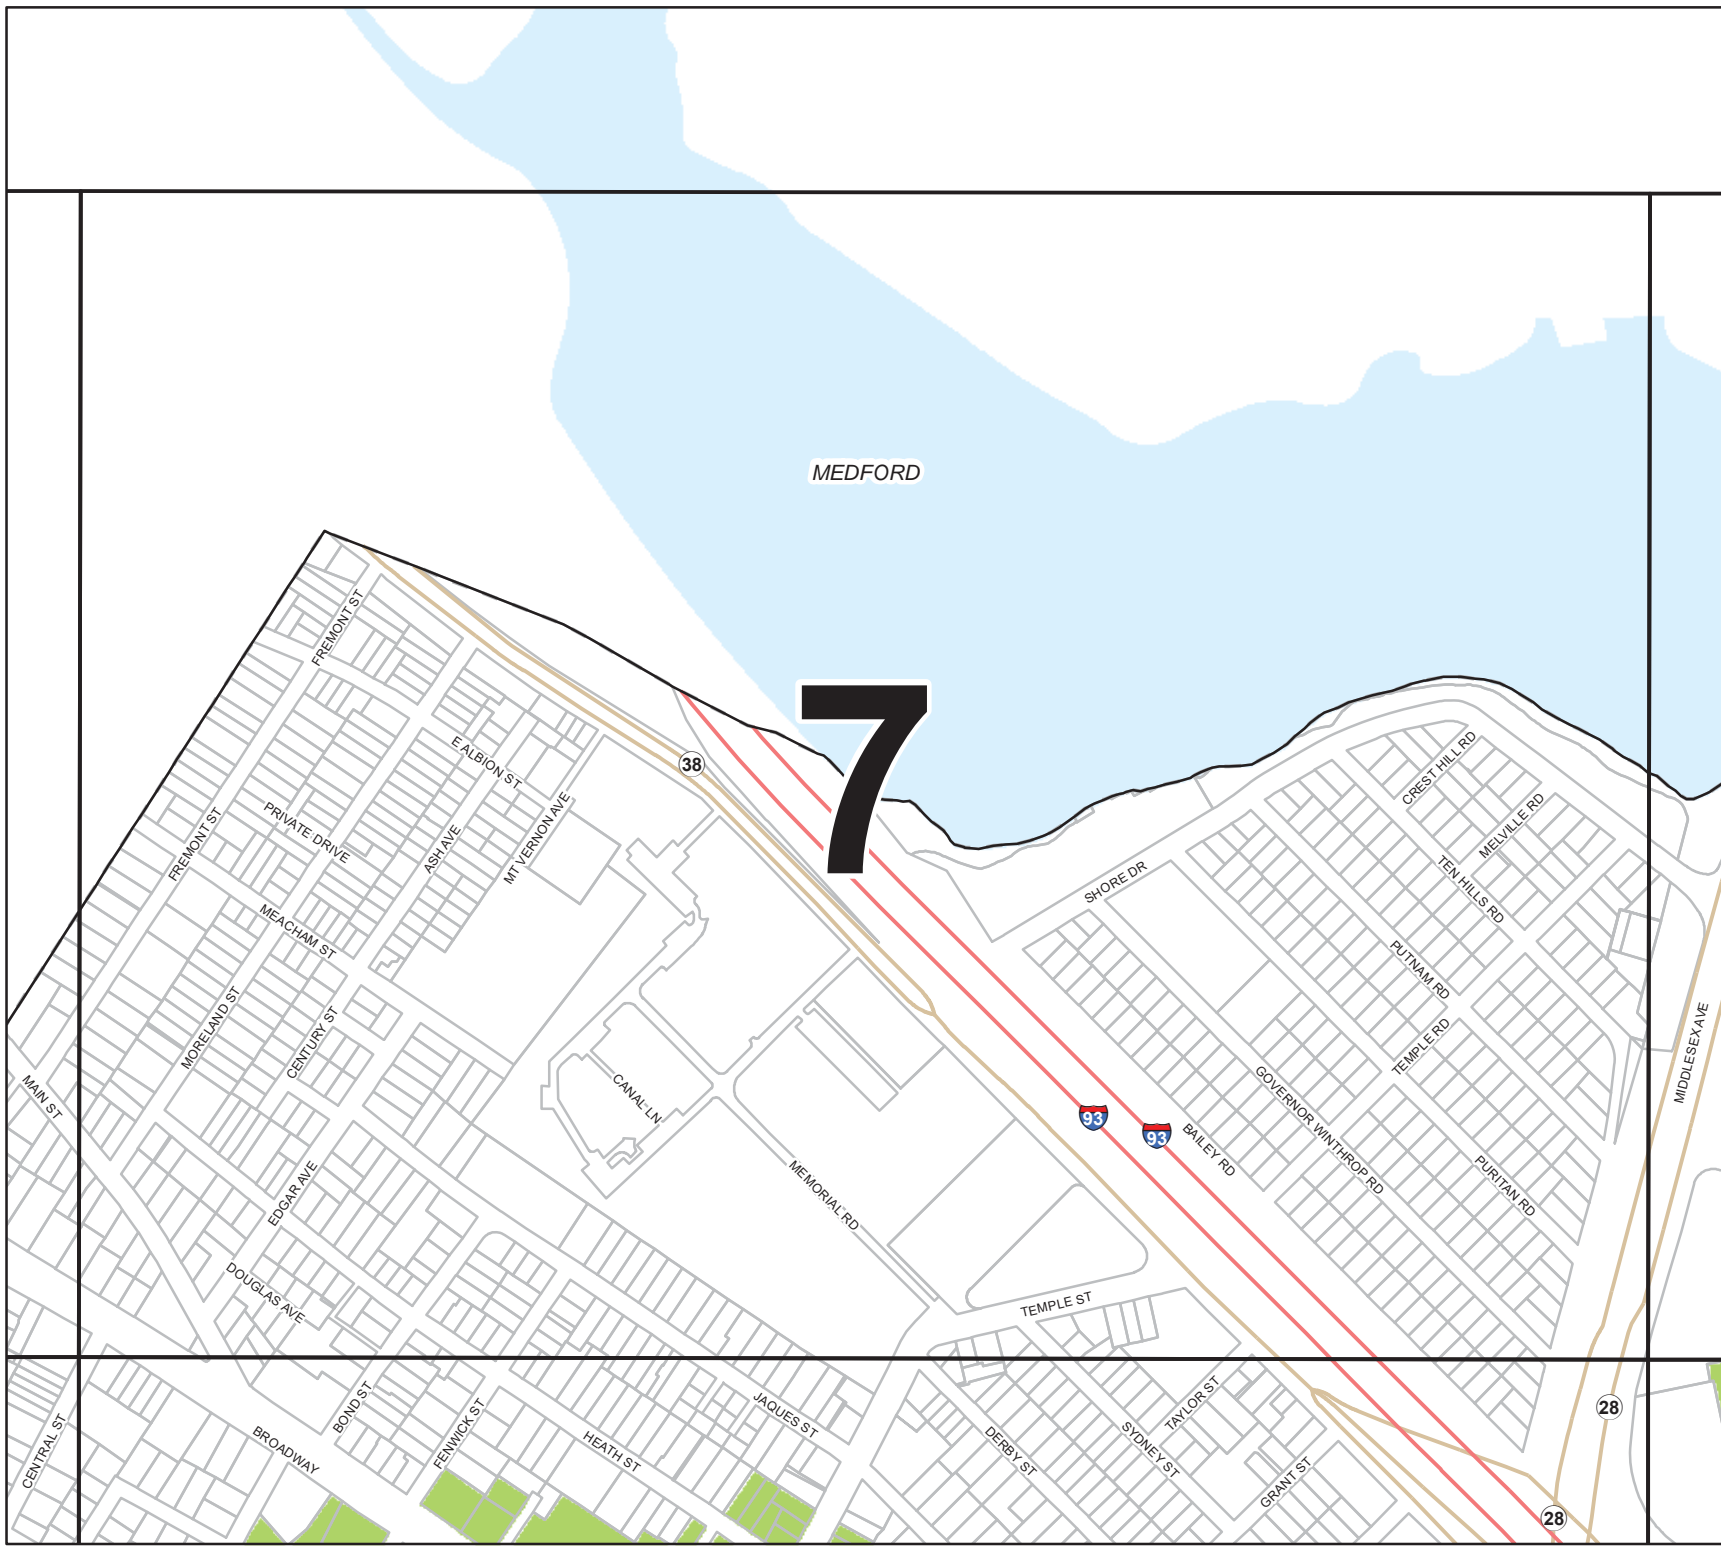 MEDFORD
FREMONT ST
7
38
E ALBION ST
CREST HILL RD
MELVILLE RD
PRIVATE DRIVE
FREMONT ST
ASH AVE
MT VERNON AVE
SHORE DR
TEN HILLS RD
MEACHAM ST
PUTNAM RD
MORELAND ST
CENTURY ST
TEMPLE RD
MIDDLESEX AVE
MAIN ST
CANAL LN
93
93
GOVERNOR WINTHROP RD
BAILEY RD
EDGAR AVE
MEMORIAL RD
PURITAN RD
DOUGLAS AVE
TEMPLE ST
BOND ST
FENWICK ST
JAQUES ST
TAYLOR ST
28
CENTRAL ST
BROADWAY
HEATH ST
DERBY ST
SYDNEY ST
GRANT ST
28